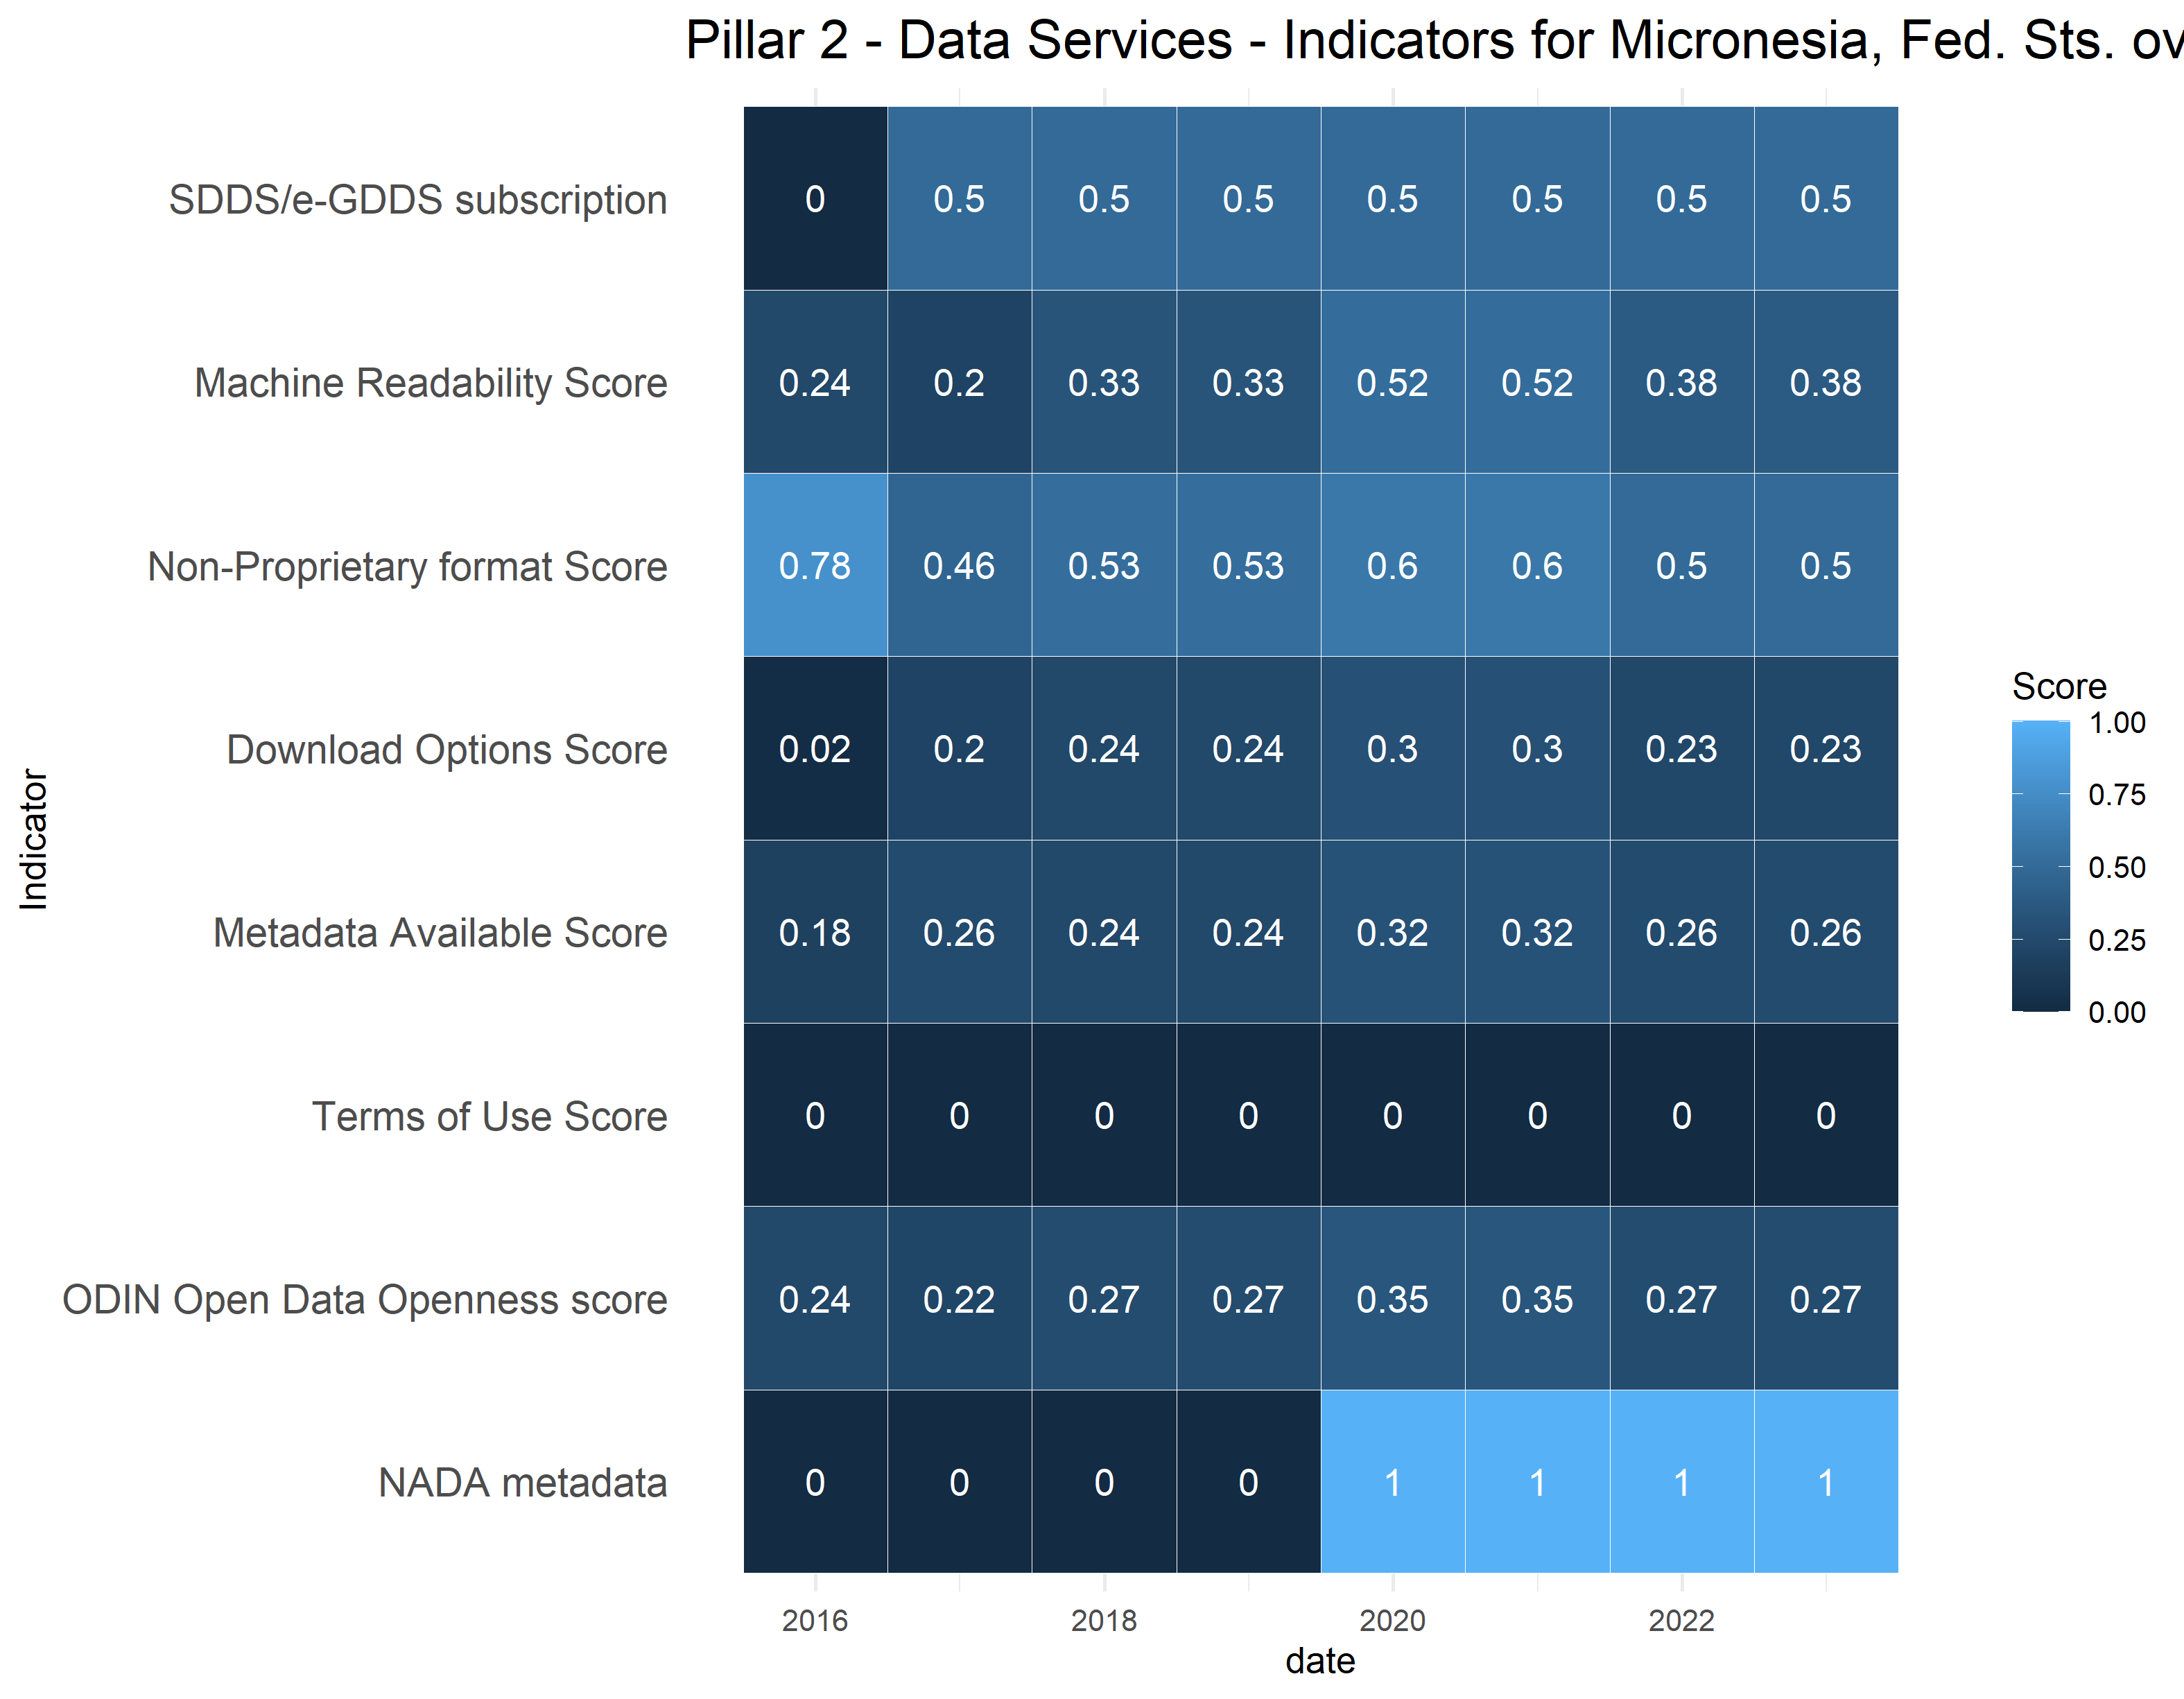 Pillar 2 - Data Services - Indicators for Micronesia, Fed. Sts. ov
SDDS/e-GDDS subscription 0 0.5 0.5 0.5 0.5 0.5 0.5 0.5
Machine Readability Score 0.24 0.2 0.33 0.33 0.52 0.52 0.38 0.38
Non-Proprietary format Score 0.78 0.46 0.53 0.53 0.6 0.6 0.5 0.5
Download Options Score 0.02 0.2 0.24 0.24 0.3 0.3 0.23 0.23
Metadata Available Score 0.18 0.26 0.24 0.24 0.32 0.32 0.26 0.26
Terms of Use Score 0 0 0 0 0 0 0 0
ODIN Open Data Openness score 0.24 0.22 0.27 0.27 0.35 0.35 0.27 0.27
NADA metadata 0 0 0 0 1 1 1 1
2016 2018 2020 2022
date
Indicator
Score
1.00
0.75
0.50
0.25
0.00